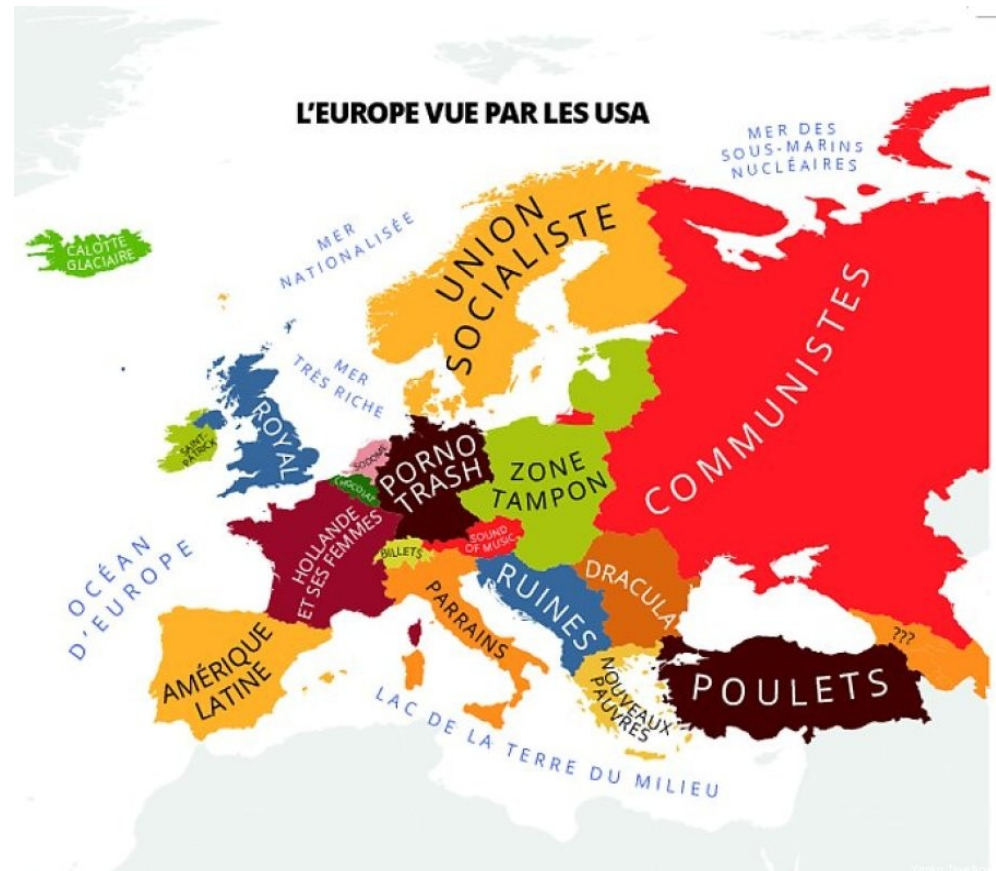 L'EUROPE VUE PAR LES USA
MER DES
SOUS-MARINS
NUCLÉAIRES
CALOTTE
GLACIAIRE
MER
NATIONALISÉE
UNION
SOCIALISTE
MER
TRÈS RICHE
COMMUNISTES
SAINT-
PATRICK
ROYAL
SODOME
CHOCOLAT
PORNO
TRASH
ZONE
TAMPON
HOLLANDE
ET SES FEMMES
BILLETS
SOUND
OF MUSIC
OCÉAN
D'EUROPE
PARRAINS
RUINES
DRACULA
???
AMÉRIQUE
LATINE
NOUVEAUX
PAUVRES
POULETS
LAC DE LA TERRE DU MILIEU